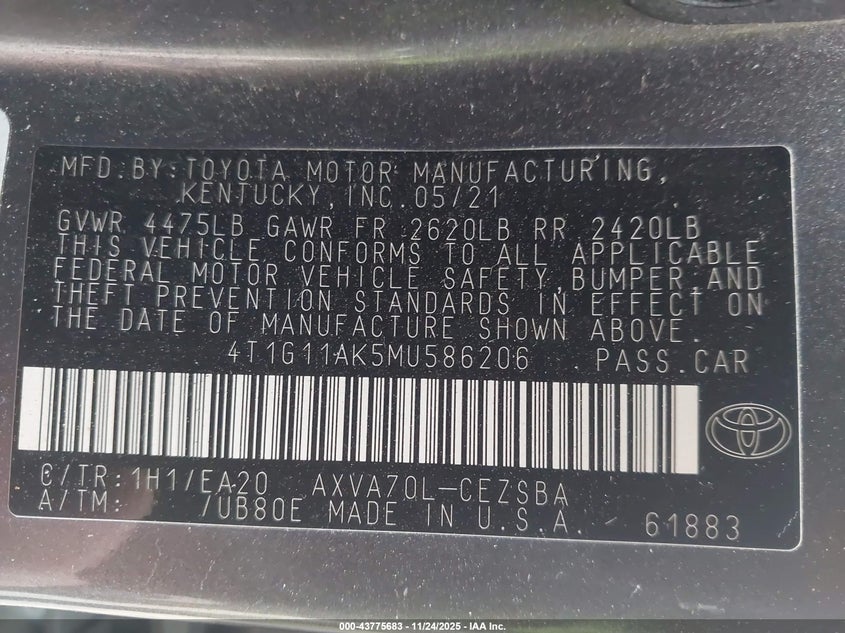 MFD.BY:TOYOTA MOTOR MANUFACTURING,
KENTUCKY,INC.05/21
GVWR 4475LB GAWR FR 2620LB RR 2420LB
THIS VEHICLE CONFORMS TO ALL APPLICABLE
FEDERAL MOTOR VEHICLE SAFETY,BUMPER,AND
THEFT PREVENTION STANDARDS IN EFFECT ON
THE DATE OF MANUFACTURE SHOWN ABOVE.
4T1G11AK5MU586206 PASS.CAR
C/TR:1H1/EA20 AXVA70L-CEZSBA
A/TM: /UB80E MADE IN U.S.A. 61883
000-43775683 - 11/24/2025 - IAA Inc.